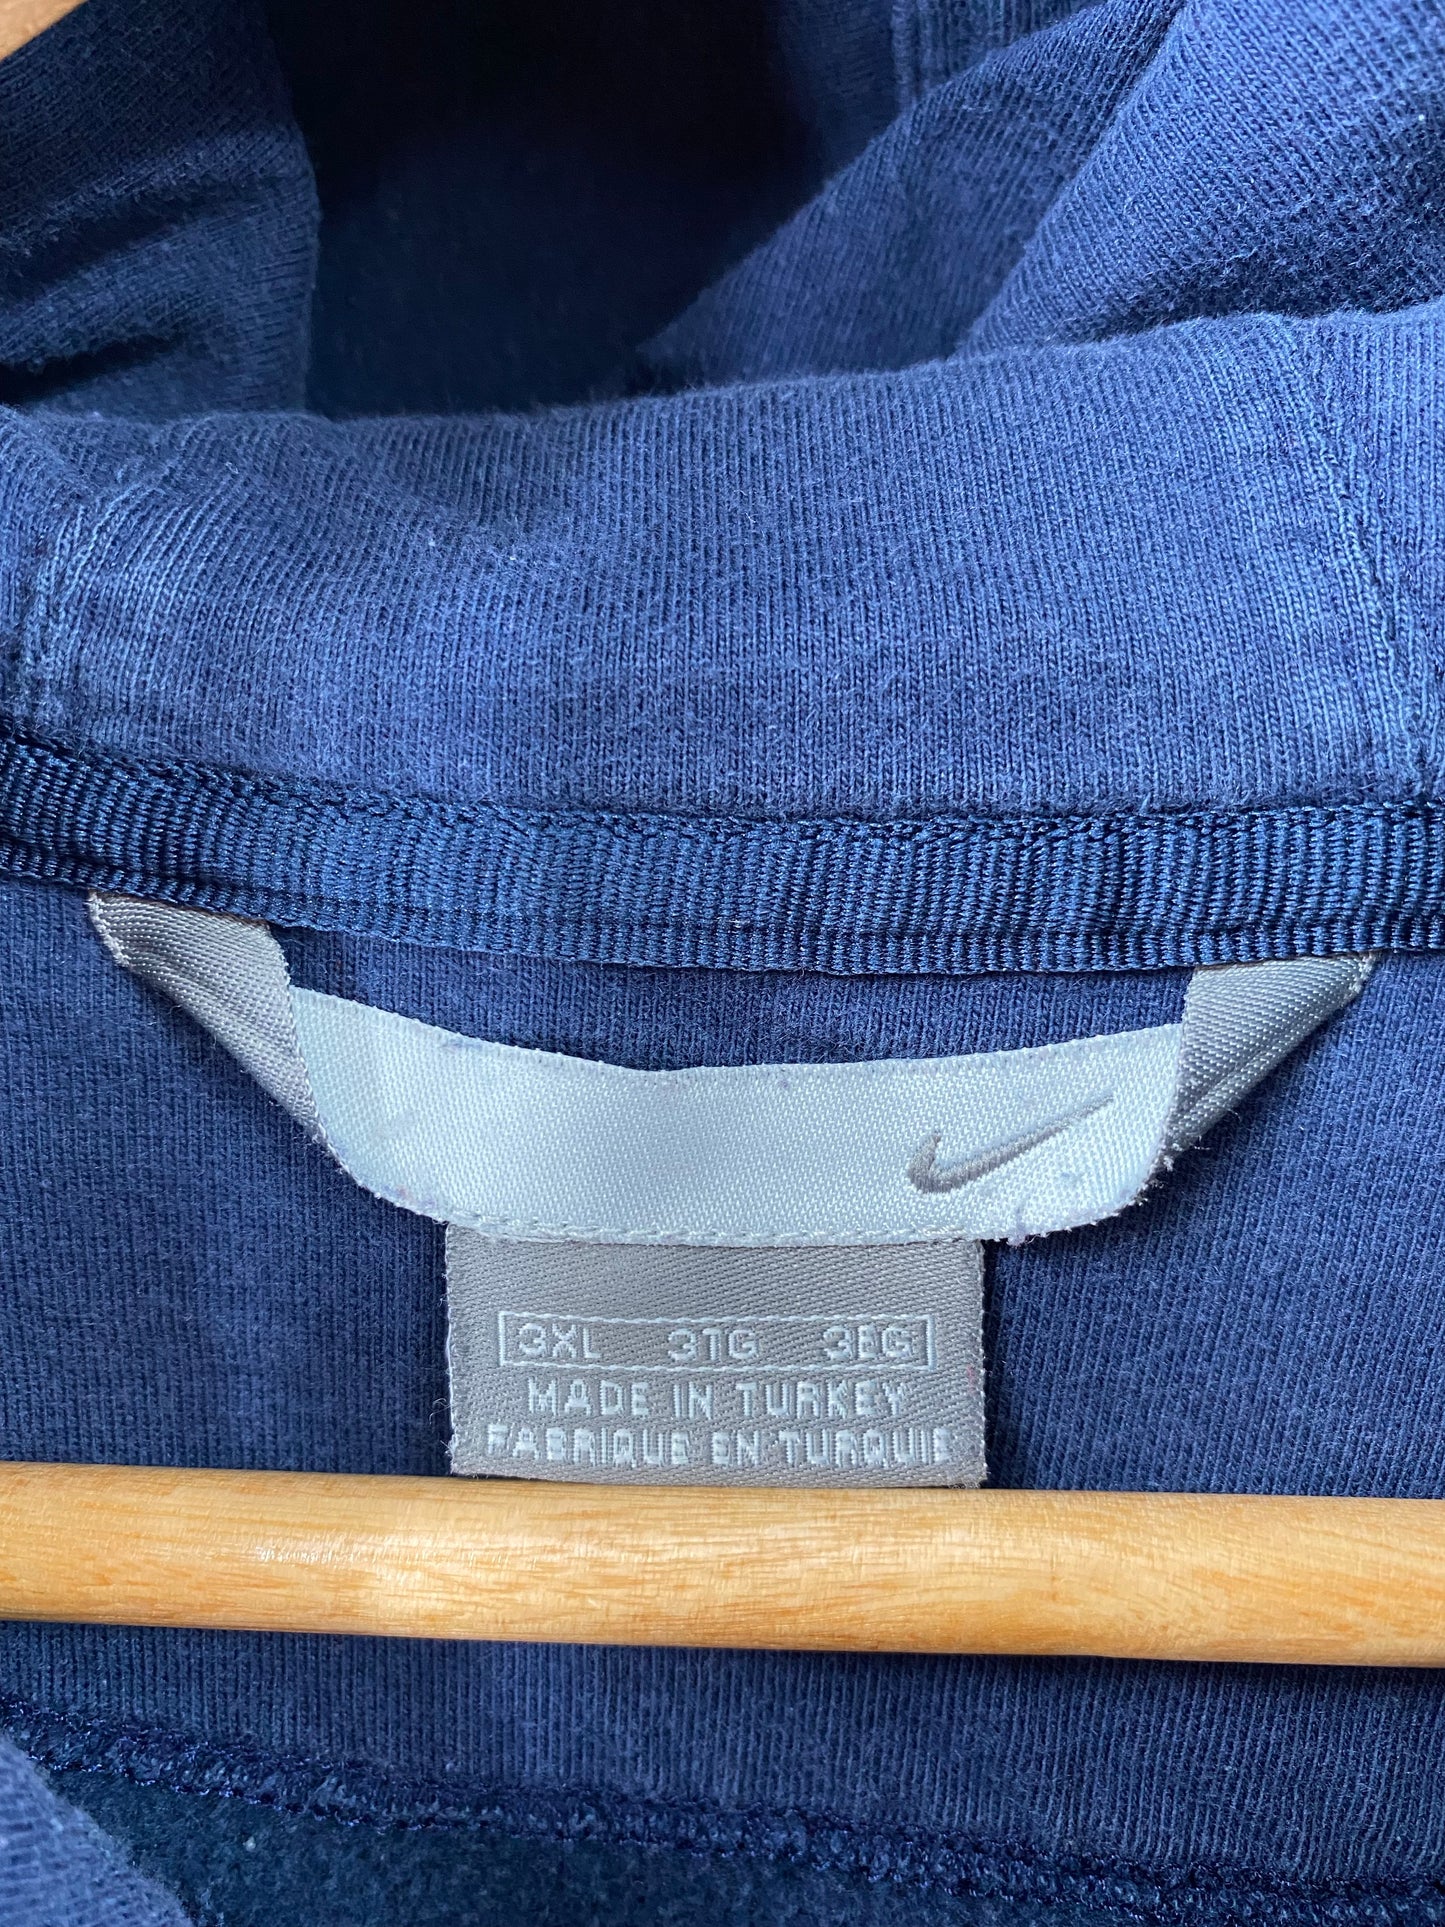 3XL 3TG 3EG
MADE IN TURKEY
FABRIQUE EN TURQUIE